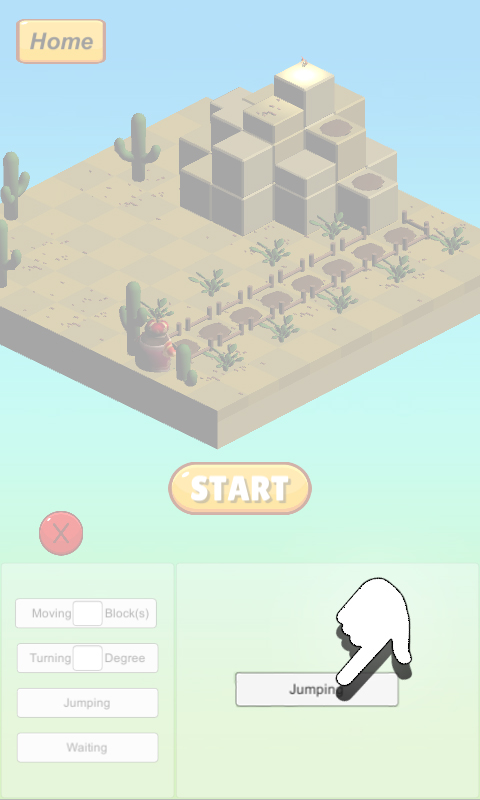 Home
START
X
Moving Block(s)
Turning Degree
Jumping
Waiting
Jumping